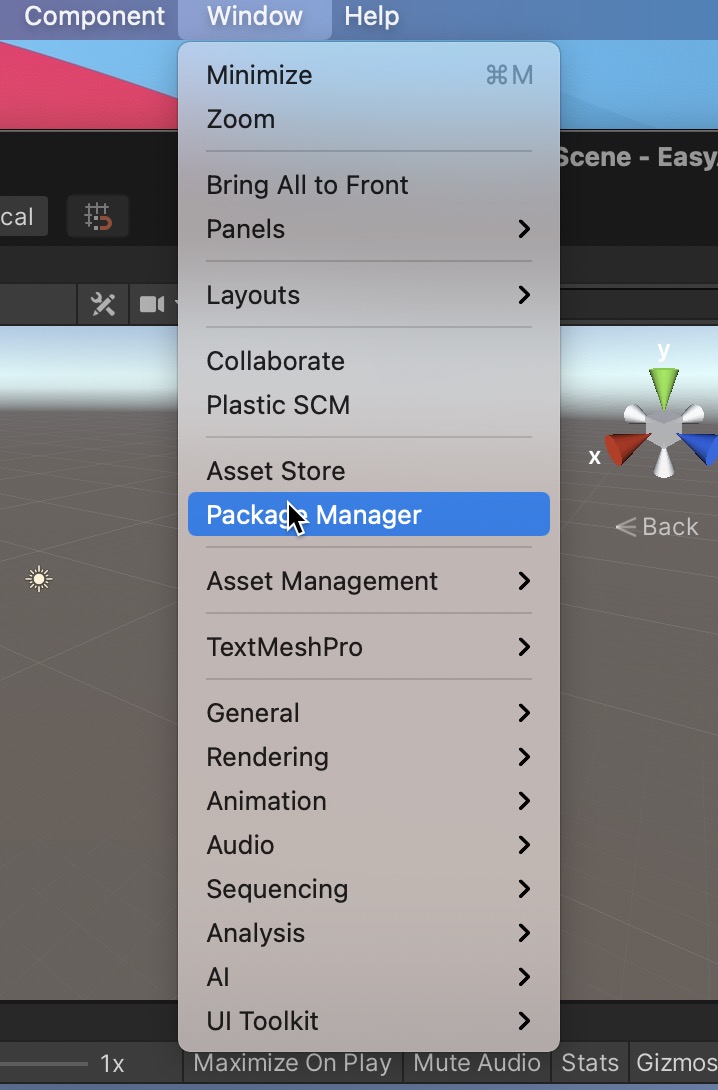 Component Window Help
Minimize ⌘M
Zoom
Scene - Easy
Bring All to Front
cal
Panels
Layouts
y
Collaborate
Plastic SCM
x
Asset Store
Package Manager
< Back
Asset Management
TextMeshPro
General
Rendering
Animation
Audio
Sequencing
Analysis
AI
UI Toolkit
1x Maximize On Play Mute Audio Stats Gizmos